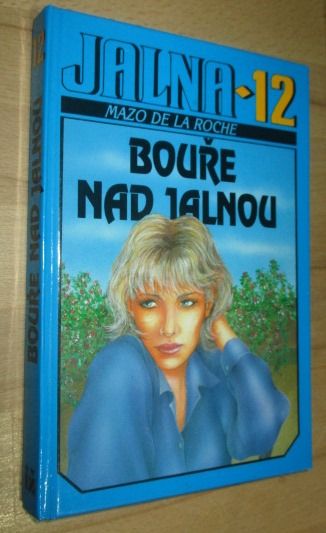 JALNA 12
MAZO DE LA ROCHE
BOUŘE
NAD JALNOU
12
BOUŘE NAD JALNOU